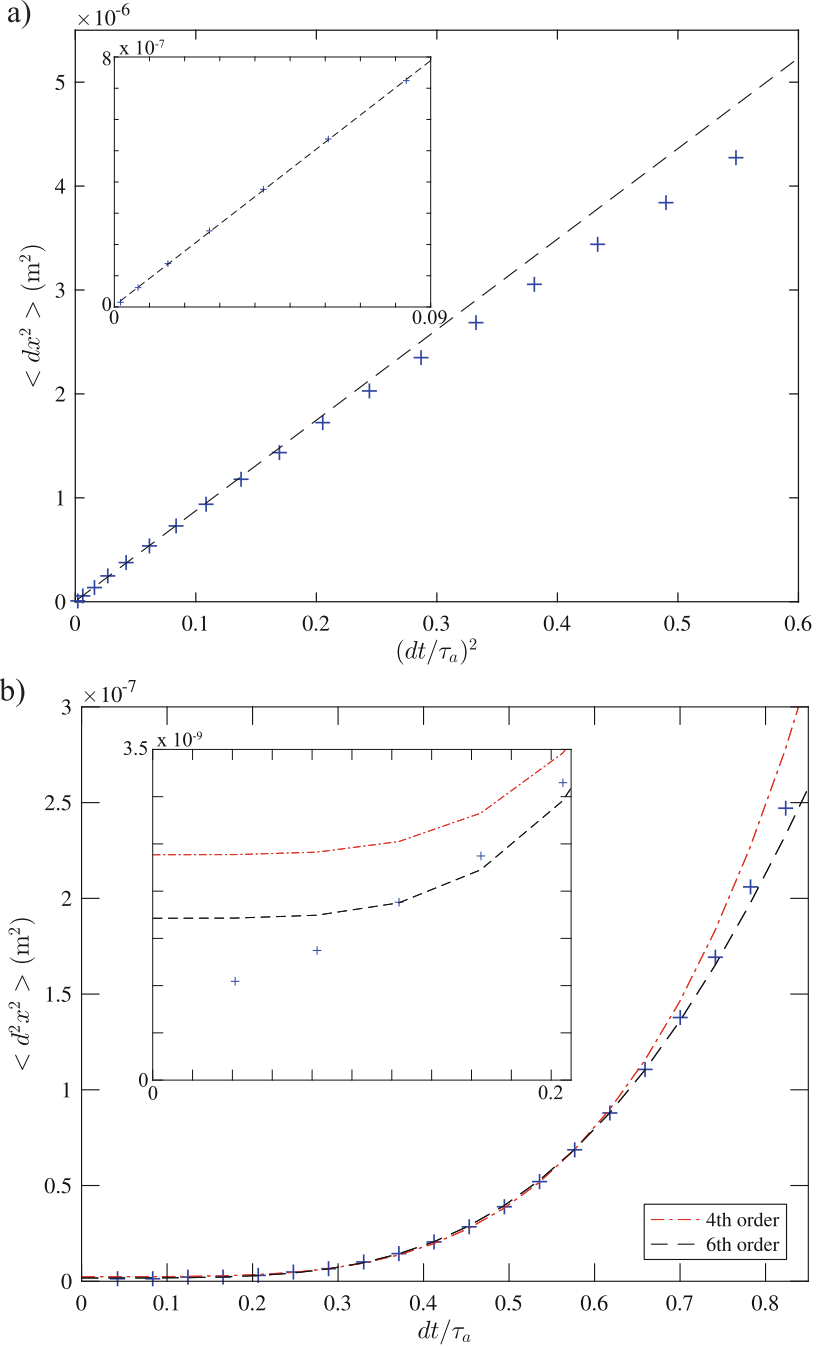 a)
×10⁻⁶
5
4
3
2
1
0
< dx² > (m²)
8 x 10⁻⁷
0
0 0.09
0 0.1 0.2 0.3 0.4 0.5 0.6
(dt/τₐ)²
b)
×10⁻⁷
3
2.5
2
1.5
1
0.5
0
< d²x² > (m²)
3.5 x 10⁻⁹
0
0 0.2
4th order
6th order
0 0.1 0.2 0.3 0.4 0.5 0.6 0.7 0.8
dt/τₐ